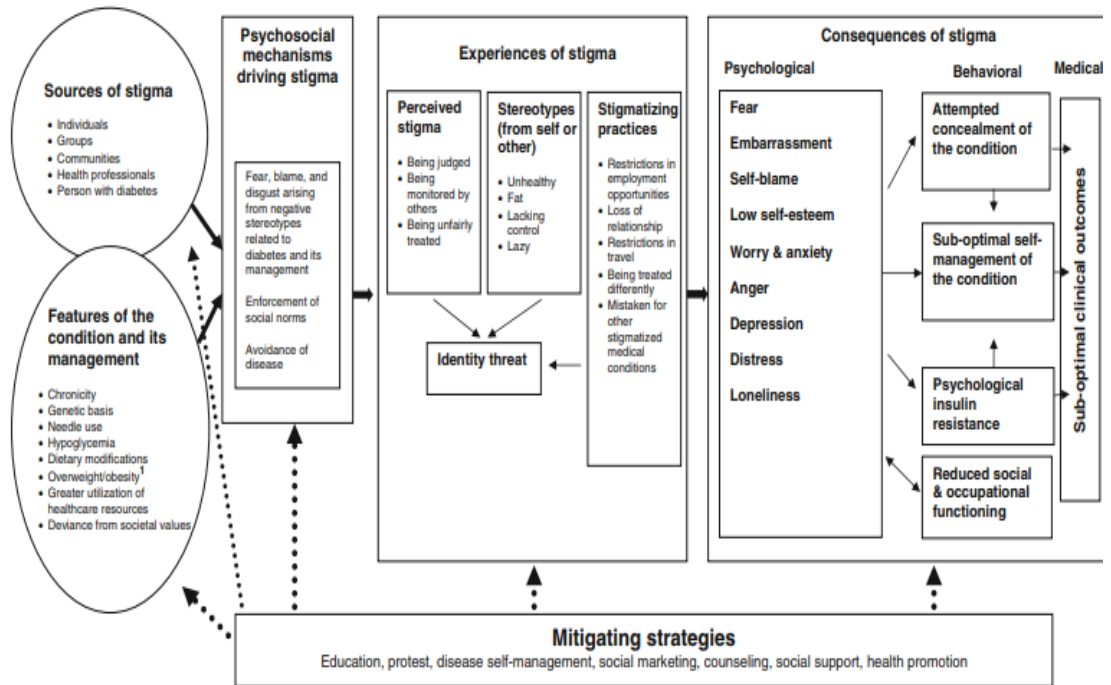 Sources of stigma
• Individuals
• Groups
• Communities
• Health professionals
• Person with diabetes
Features of the
condition and its
management
• Chronicity
• Genetic basis
• Needle use
• Hypoglycemia
• Dietary modifications
• Overweight/obesity1
• Greater utilization of
healthcare resources
• Deviance from societal values
Psychosocial
mechanisms
driving stigma
Fear, blame, and
disgust arising
from negative
stereotypes
related to
diabetes and its
management
Enforcement of
social norms
Avoidance of
disease
Experiences of stigma
Perceived
stigma
• Being judged
• Being
monitored by
others
• Being unfairly
treated
Stereotypes
(from self or
other)
• Unhealthy
• Fat
• Lacking
control
• Lazy
Stigmatizing
practices
• Restrictions in
employment
opportunities
• Loss of
relationship
• Restrictions in
travel
• Being treated
differently
• Mistaken for
other
stigmatized
medical
conditions
Identity threat
Consequences of stigma
Psychological
Fear
Embarrassment
Self-blame
Low self-esteem
Worry & anxiety
Anger
Depression
Distress
Loneliness
Behavioral
Attempted
concealment of
the condition
Sub-optimal self-
management of
the condition
Psychological
insulin
resistance
Reduced social
& occupational
functioning
Medical
Sub-optimal clinical outcomes
Mitigating strategies
Education, protest, disease self-management, social marketing, counseling, social support, health promotion